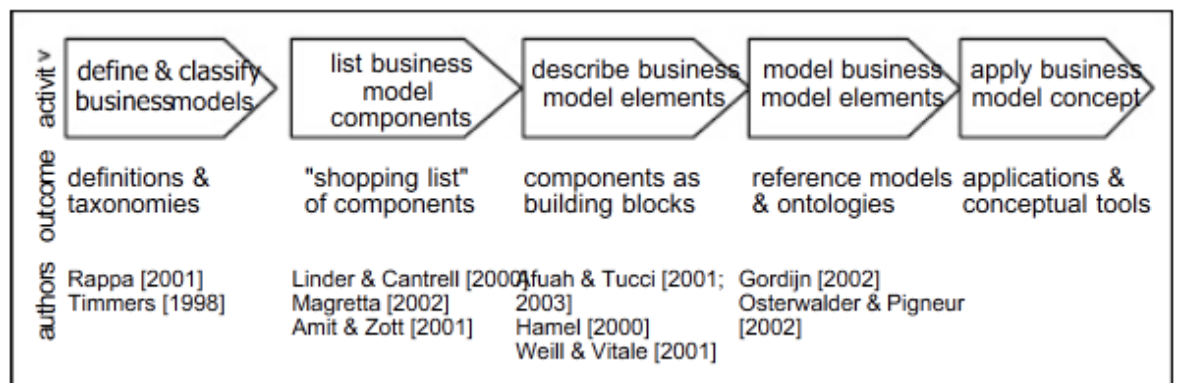 activity
define & classify
business models
list business
model
components
describe business
model elements
model business
model elements
apply business
model concept
outcome
definitions &
taxonomies
"shopping list"
of components
components as
building blocks
reference models
& ontologies
applications &
conceptual tools
authors
Rappa [2001]
Timmers [1998]
Linder & Cantrell [2000]
Magretta [2002]
Amit & Zott [2001]
Afuah & Tucci [2001;
2003]
Hamel [2000]
Weill & Vitale [2001]
Gordijn [2002]
Osterwalder & Pigneur
[2002]